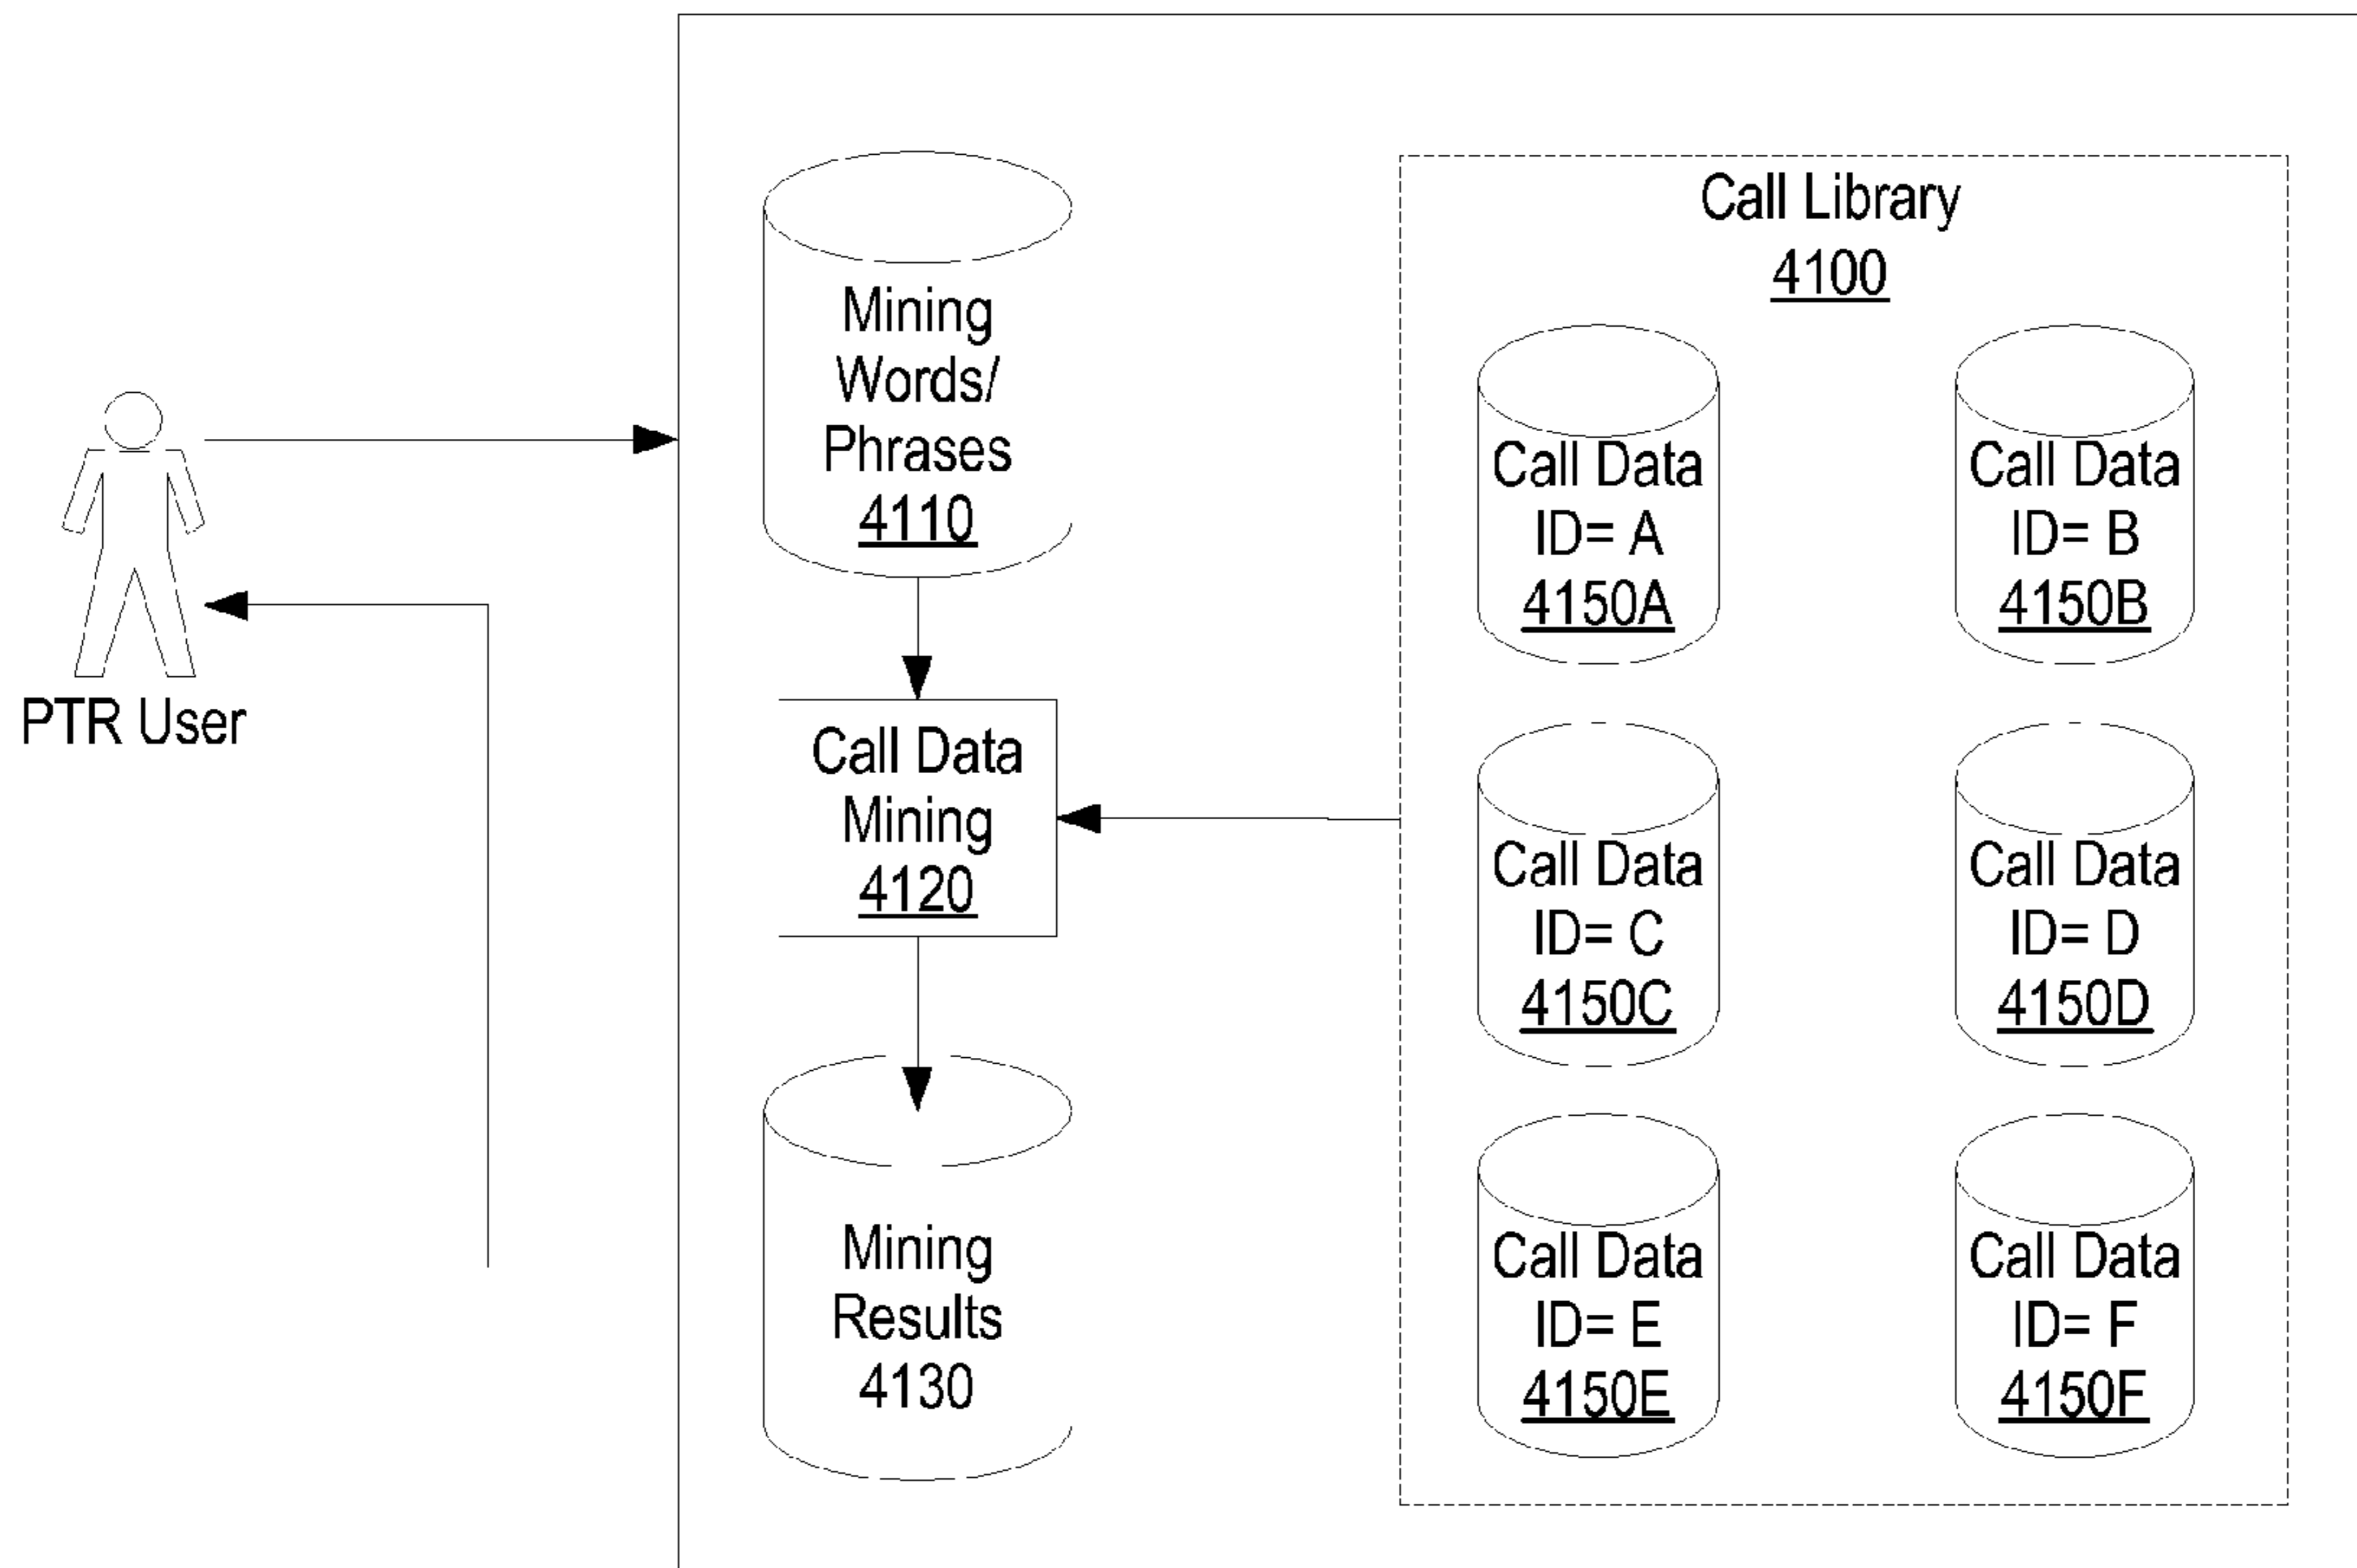 PTR User
Mining
Words/
Phrases
4110
Call Data
Mining
4120
Mining
Results
4130
Call Library
4100
Call Data
ID= A
4150A
Call Data
ID= B
4150B
Call Data
ID= C
4150C
Call Data
ID= D
4150D
Call Data
ID= E
4150E
Call Data
ID= F
4150F